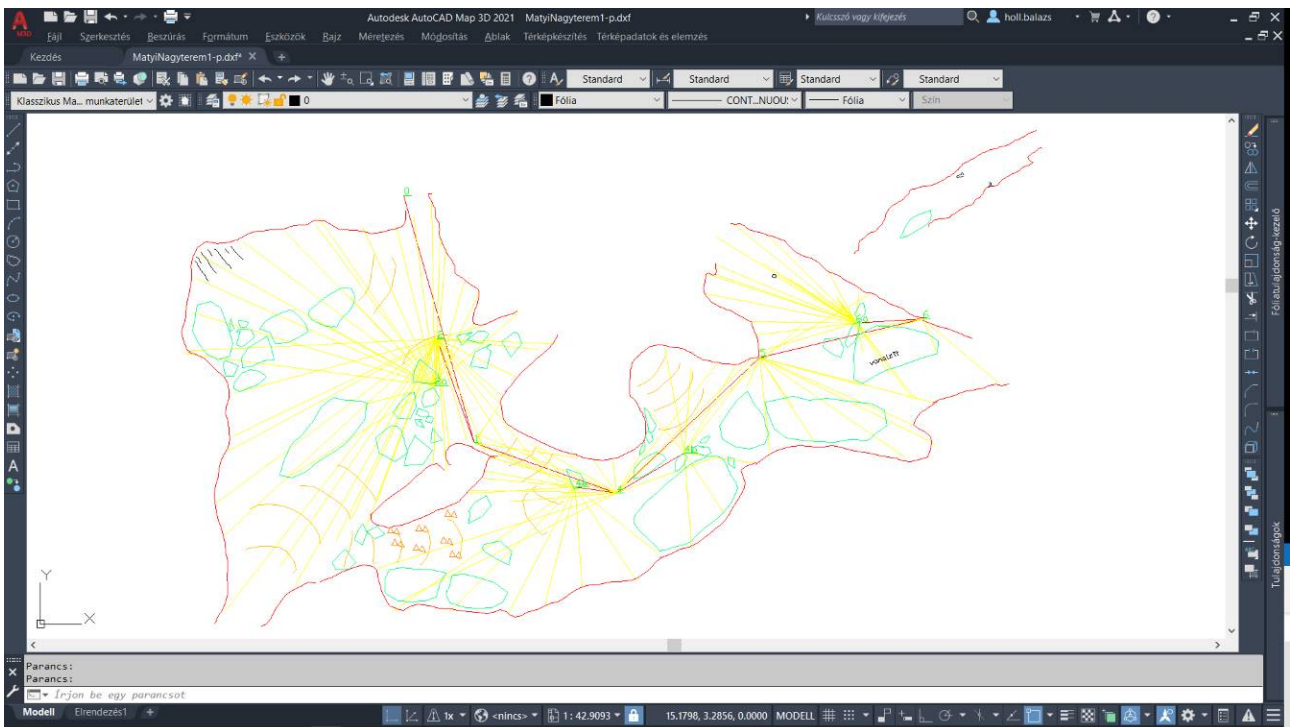 Autodesk AutoCAD Map 3D 2021 MatyiNagyterem1-p.dxf
Kulcsszó vagy kifejezés
holl.balazs
M3D
Fájl Szerkesztés Beszúrás Formátum Eszközök Rajz Méretezés Módosítás Ablak Térképkészítés Térképadatok és elemzés
Kezdés MatyiNagyterem1-p.dxf*
Standard Standard Standard Standard
Klasszikus Ma... munkaterület 0 Fólia CONT...NUOUS Fólia Szín
Fóliatulajdonság-kezelő
Tulajdonságok
0
Y
X
Parancs:
Parancs:
Írjon be egy parancsot
Modell Elrendezés1 +
1x <nincs> 1 : 42.9093 15.1798, 3.2856, 0.0000 MODELL